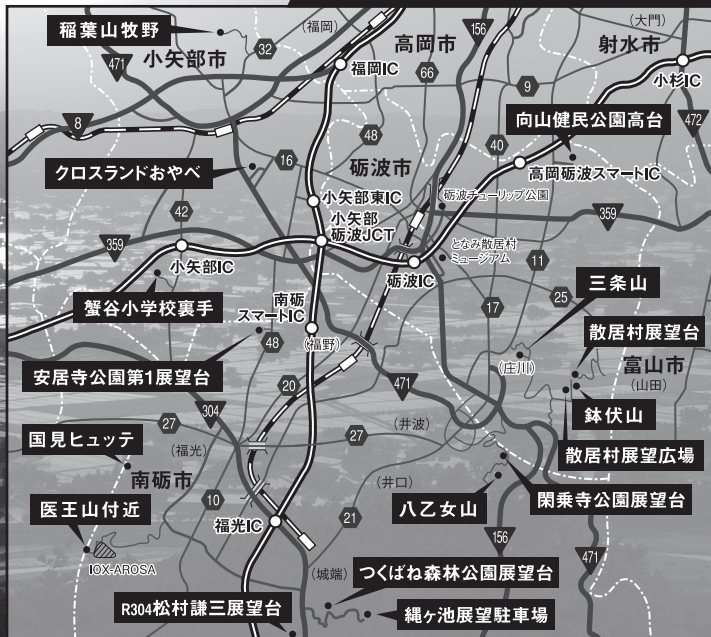 稲葉山牧野
(福岡)
高岡市
156
(大門)
射水市
32
小矢部市
471
福岡IC
66
小杉IC
9
8
48
向山健民公園高台
472
40
クロスランドおやべ
16
砺波市
高岡砺波スマートIC
砺波チューリップ公園
小矢部東IC
42
小矢部
砺波JCT
359
359
となみ散居村
ミュージアム
小矢部IC
砺波IC
11
南砺
スマートIC
三条山
蟹谷小学校裏手
17
25
散居村展望台
48
(福野)
(庄川)
富山市
(山田)
安居寺公園第1展望台
20
471
鉢伏山
304
27
(井波)
27
(福光)
国見ヒュッテ
散居村展望広場
南砺市
(井口)
閑乗寺公園展望台
10
八乙女山
医王山付近
福光IC
21
156
IOX-AROSA
471
(城端)
つくばね森林公園展望台
R304松村謙三展望台
縄ヶ池展望駐車場